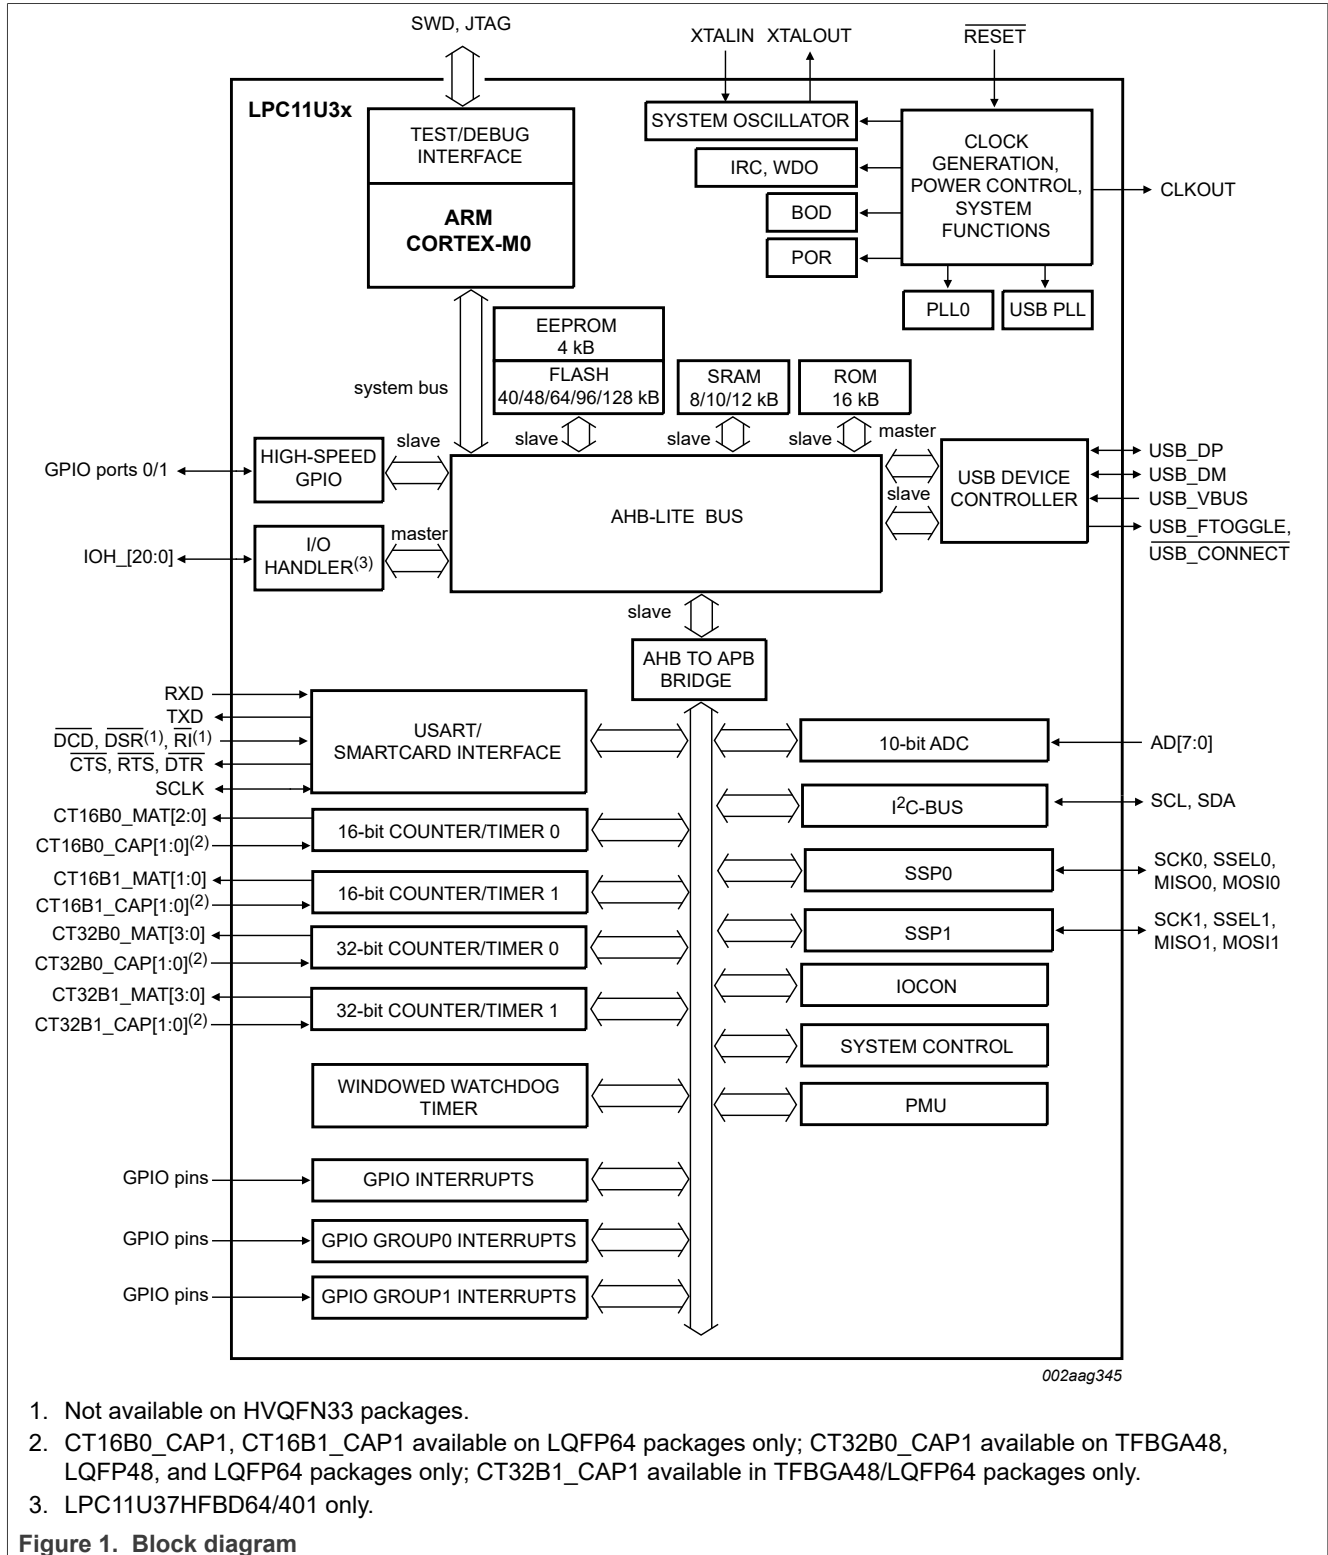 SWD, JTAG
XTALIN XTALOUT
RESET
LPC11U3x
TEST/DEBUG
INTERFACE
ARM
CORTEX-M0
SYSTEM OSCILLATOR
IRC, WDO
BOD
POR
CLOCK
GENERATION,
POWER CONTROL,
SYSTEM
FUNCTIONS
CLKOUT
PLL0
USB PLL
EEPROM
4 kB
FLASH
40/48/64/96/128 kB
SRAM
8/10/12 kB
ROM
16 kB
system bus
slave
slave
slave
slave
master
slave
GPIO ports 0/1
HIGH-SPEED
GPIO
AHB-LITE BUS
USB DEVICE
CONTROLLER
USB_DP
USB_DM
USB_VBUS
USB_FTOGGLE,
USB_CONNECT
IOH_[20:0]
I/O
HANDLER(3)
master
slave
AHB TO APB
BRIDGE
RXD
TXD
DCD, DSR(1), RI(1)
CTS, RTS, DTR
SCLK
USART/
SMARTCARD INTERFACE
10-bit ADC
AD[7:0]
CT16B0_MAT[2:0]
CT16B0_CAP[1:0](2)
16-bit COUNTER/TIMER 0
I2C-BUS
SCL, SDA
CT16B1_MAT[1:0]
CT16B1_CAP[1:0](2)
16-bit COUNTER/TIMER 1
SSP0
SCK0, SSEL0,
MISO0, MOSI0
CT32B0_MAT[3:0]
CT32B0_CAP[1:0](2)
32-bit COUNTER/TIMER 0
SSP1
SCK1, SSEL1,
MISO1, MOSI1
CT32B1_MAT[3:0]
CT32B1_CAP[1:0](2)
32-bit COUNTER/TIMER 1
IOCON
SYSTEM CONTROL
WINDOWED WATCHDOG
TIMER
PMU
GPIO pins
GPIO INTERRUPTS
GPIO pins
GPIO GROUP0 INTERRUPTS
GPIO pins
GPIO GROUP1 INTERRUPTS
002aag345
1. Not available on HVQFN33 packages.
2. CT16B0_CAP1, CT16B1_CAP1 available on LQFP64 packages only; CT32B0_CAP1 available on TFBGA48,
LQFP48, and LQFP64 packages only; CT32B1_CAP1 available in TFBGA48/LQFP64 packages only.
3. LPC11U37HFBD64/401 only.
Figure 1. Block diagram